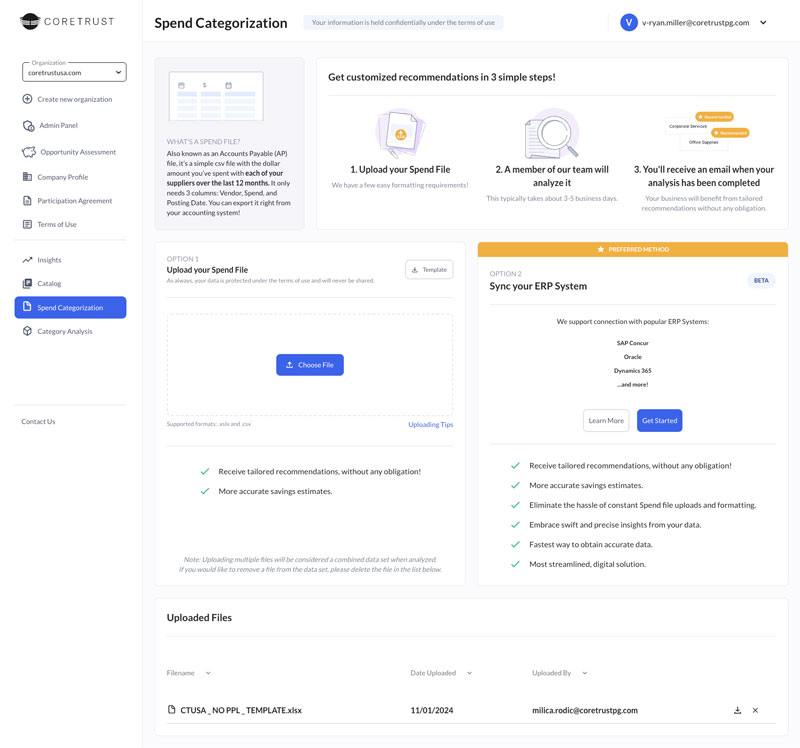 CORETRUST
Spend Categorization
Your information is held confidentially under the terms of use
V
v-ryan.miller@coretrustpg.com
Organization
coretrustusa.com
Create new organization
Admin Panel
Opportunity Assessment
Company Profile
Participation Agreement
Terms of Use
Insights
Catalog
Spend Categorization
Category Analysis
Contact Us
$
WHAT'S A SPEND FILE?
Also known as an Accounts Payable (AP)
file, it's a simple csv file with the dollar
amount you've spent with each of your
suppliers over the last 12 months. It only
needs 3 columns: Vendor, Spend, and
Posting Date. You can export it right from
your accounting system!
Get customized recommendations in 3 simple steps!
1. Upload your Spend File
We have a few easy formatting requirements!
2. A member of our team will
analyze it
This typically takes about 3-5 business days.
Recommended
Corporate Services
Recommended
Office Supplies
3. You'll receive an email when your
analysis has been completed
Your business will benefit from tailored
recommendations without any obligation.
OPTION 1
Upload your Spend File
As always, your data is protected under the terms of use and will never be shared.
Template
Choose File
Supported formats: .xslx and .csv
Uploading Tips
Receive tailored recommendations, without any obligation!
More accurate savings estimates.
Note: Uploading multiple files will be considered a combined data set when analyzed.
If you would like to remove a file from the data set, please delete the file in the list below.
PREFERRED METHOD
OPTION 2
Sync your ERP System
BETA
We support connection with popular ERP Systems:
SAP Concur
Oracle
Dynamics 365
...and more!
Learn More
Get Started
Receive tailored recommendations, without any obligation!
More accurate savings estimates.
Eliminate the hassle of constant Spend file uploads and formatting.
Embrace swift and precise insights from your data.
Fastest way to obtain accurate data.
Most streamlined, digital solution.
Uploaded Files
Filename
Date Uploaded
Uploaded By
CTUSA _ NO PPL _ TEMPLATE.xlsx
11/01/2024
milica.rodic@coretrustpg.com